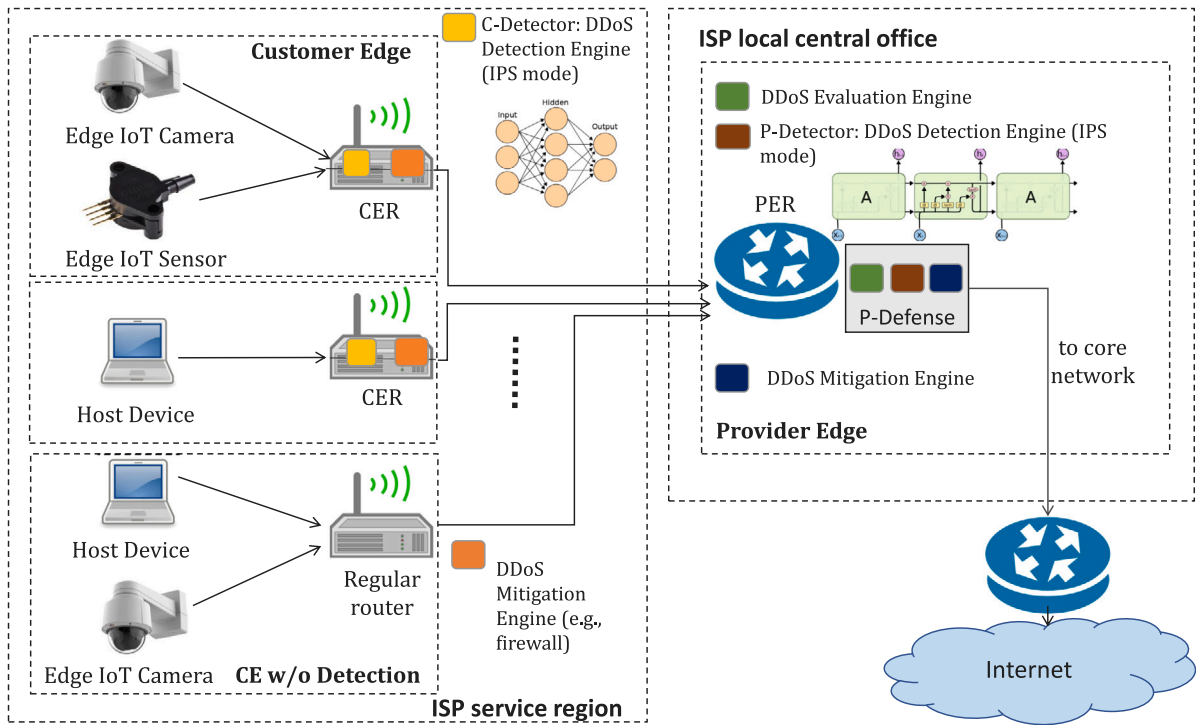 Customer Edge
Edge IoT Camera
Edge IoT Sensor
CER
C-Detector: DDoS
Detection Engine
(IPS mode)
Input
Hidden
Output
Host Device
CER
Host Device
Edge IoT Camera
Regular
router
CE w/o Detection
DDoS
Mitigation
Engine (e.g.,
firewall)
ISP service region
ISP local central office
DDoS Evaluation Engine
P-Detector: DDoS Detection Engine (IPS
mode)
PER
A
A
P-Defense
DDoS Mitigation Engine
Provider Edge
to core
network
Internet